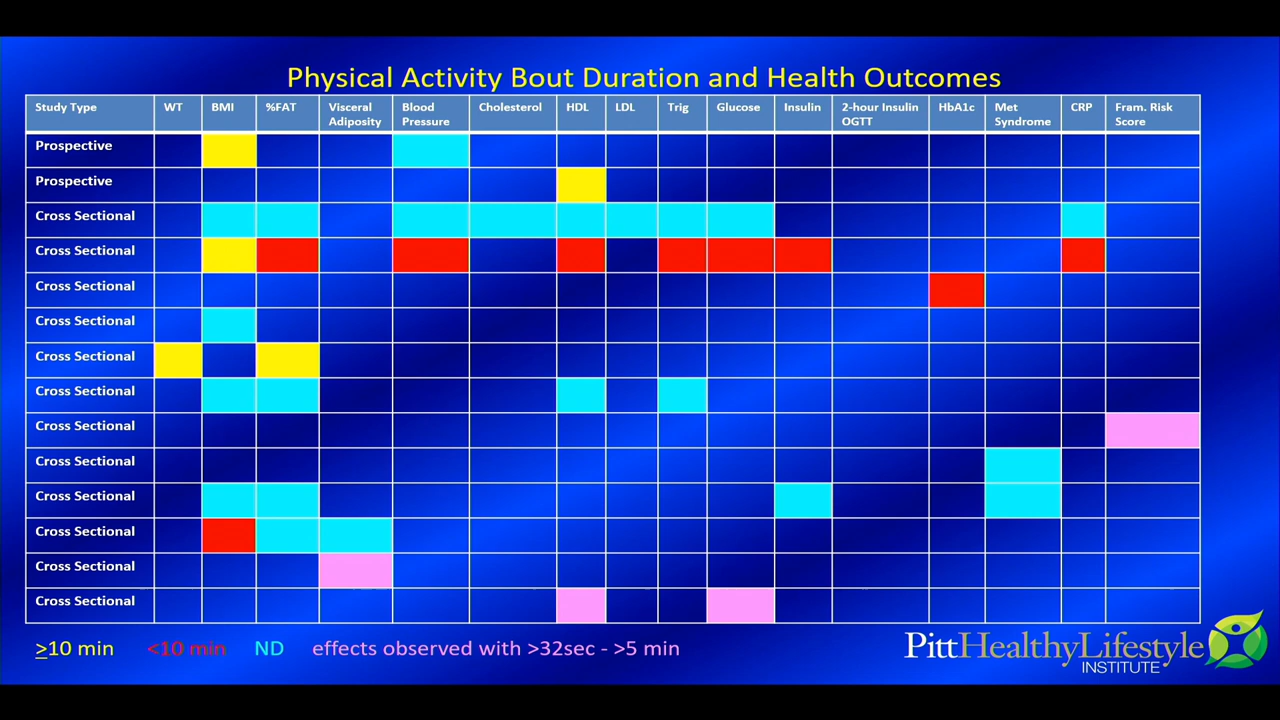 Physical Activity Bout Duration and Health Outcomes
Study Type WT BMI %FAT Visceral Adiposity Blood Pressure Cholesterol HDL LDL Trig Glucose Insulin 2-hour Insulin OGTT HbA1c Met Syndrome CRP Fram. Risk Score
Prospective
Prospective
Cross Sectional
Cross Sectional
Cross Sectional
Cross Sectional
Cross Sectional
Cross Sectional
Cross Sectional
Cross Sectional
Cross Sectional
Cross Sectional
Cross Sectional
Cross Sectional
≥10 min <10 min ND effects observed with >32sec - >5 min
PittHealthyLifestyle
INSTITUTE